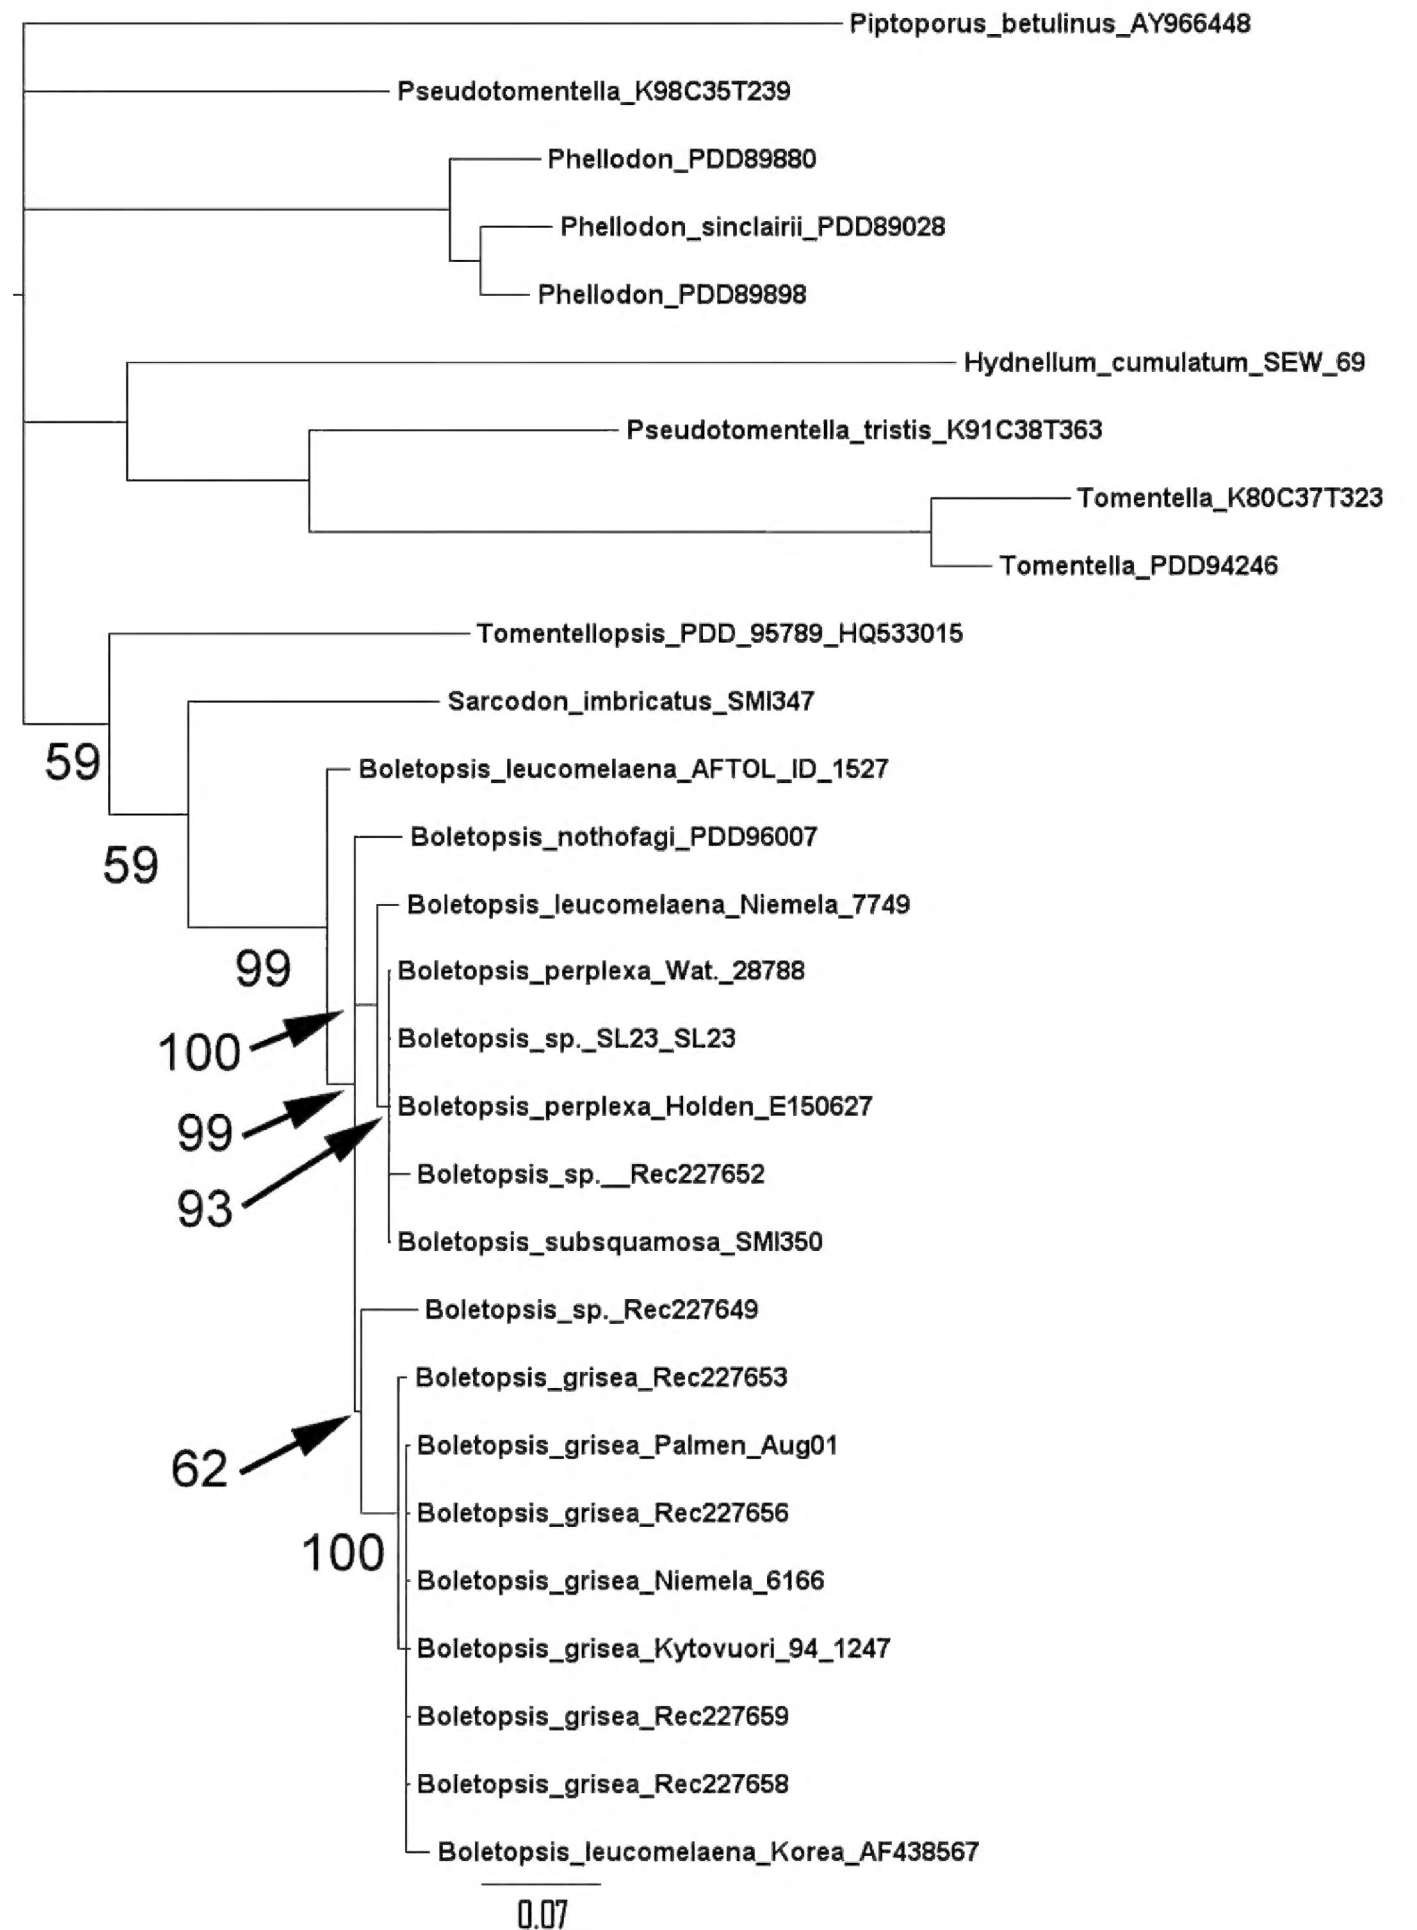 Piptoporus_betulinus_AY966448
Pseudotomentella_K98C35T239
Phellodon_PDD89880
Phellodon_sinclairii_PDD89028
Phellodon_PDD89898
Hydnellum_cumulatum_SEW_69
Pseudotomentella_tristis_K91C38T363
Tomentella_K80C37T323
Tomentella_PDD94246
Tomentellopsis_PDD_95789_HQ533015
Sarcodon_imbricatus_SMI347
59
Boletopsis_leucomelaena_AFTOL_ID_1527
Boletopsis_nothofagi_PDD96007
59
Boletopsis_leucomelaena_Niemela_7749
99
Boletopsis_perplexa_Wat._28788
Boletopsis_sp._SL23_SL23
100
Boletopsis_perplexa_Holden_E150627
99
Boletopsis_sp.__Rec227652
93
Boletopsis_subsquamosa_SMI350
Boletopsis_sp._Rec227649
Boletopsis_grisea_Rec227653
Boletopsis_grisea_Palmen_Aug01
62
Boletopsis_grisea_Rec227656
100
Boletopsis_grisea_Niemela_6166
Boletopsis_grisea_Kytovuori_94_1247
Boletopsis_grisea_Rec227659
Boletopsis_grisea_Rec227658
Boletopsis_leucomelaena_Korea_AF438567
0.07